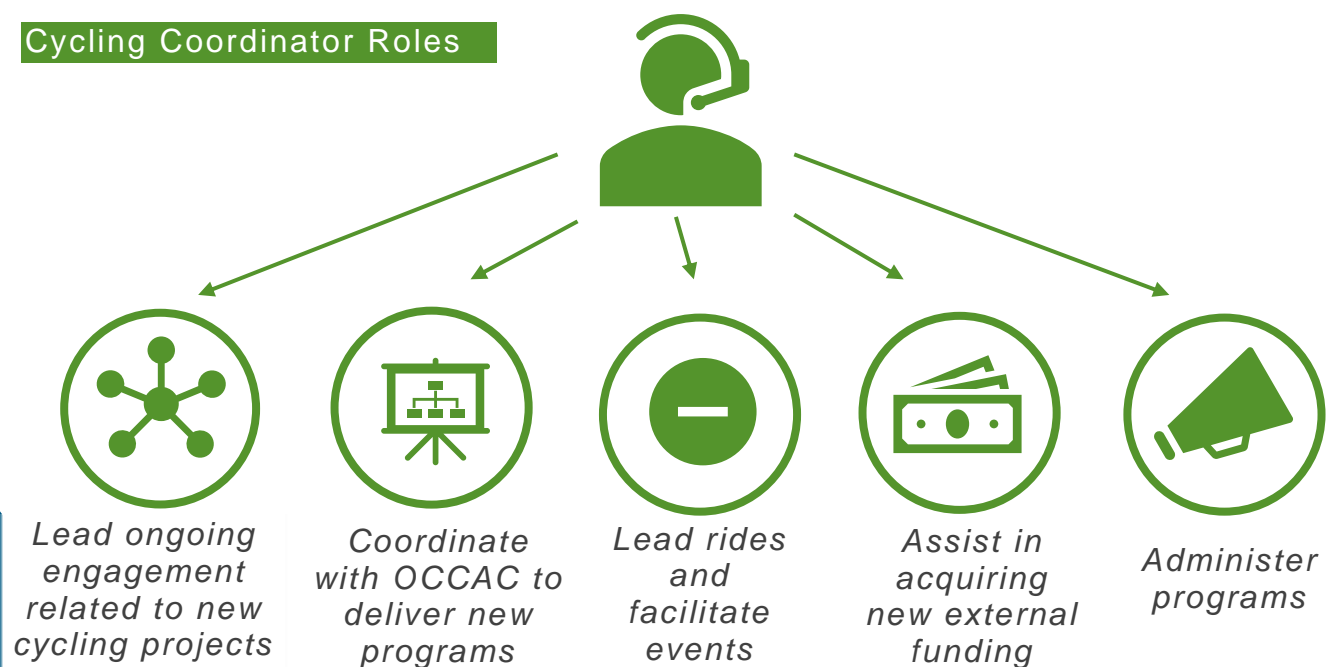 Cycling Coordinator Roles
Lead ongoing
engagement
related to new
cycling projects
Coordinate
with OCCAC to
deliver new
programs
Lead rides
and
facilitate
events
Assist in
acquiring
new external
funding
Administer
programs